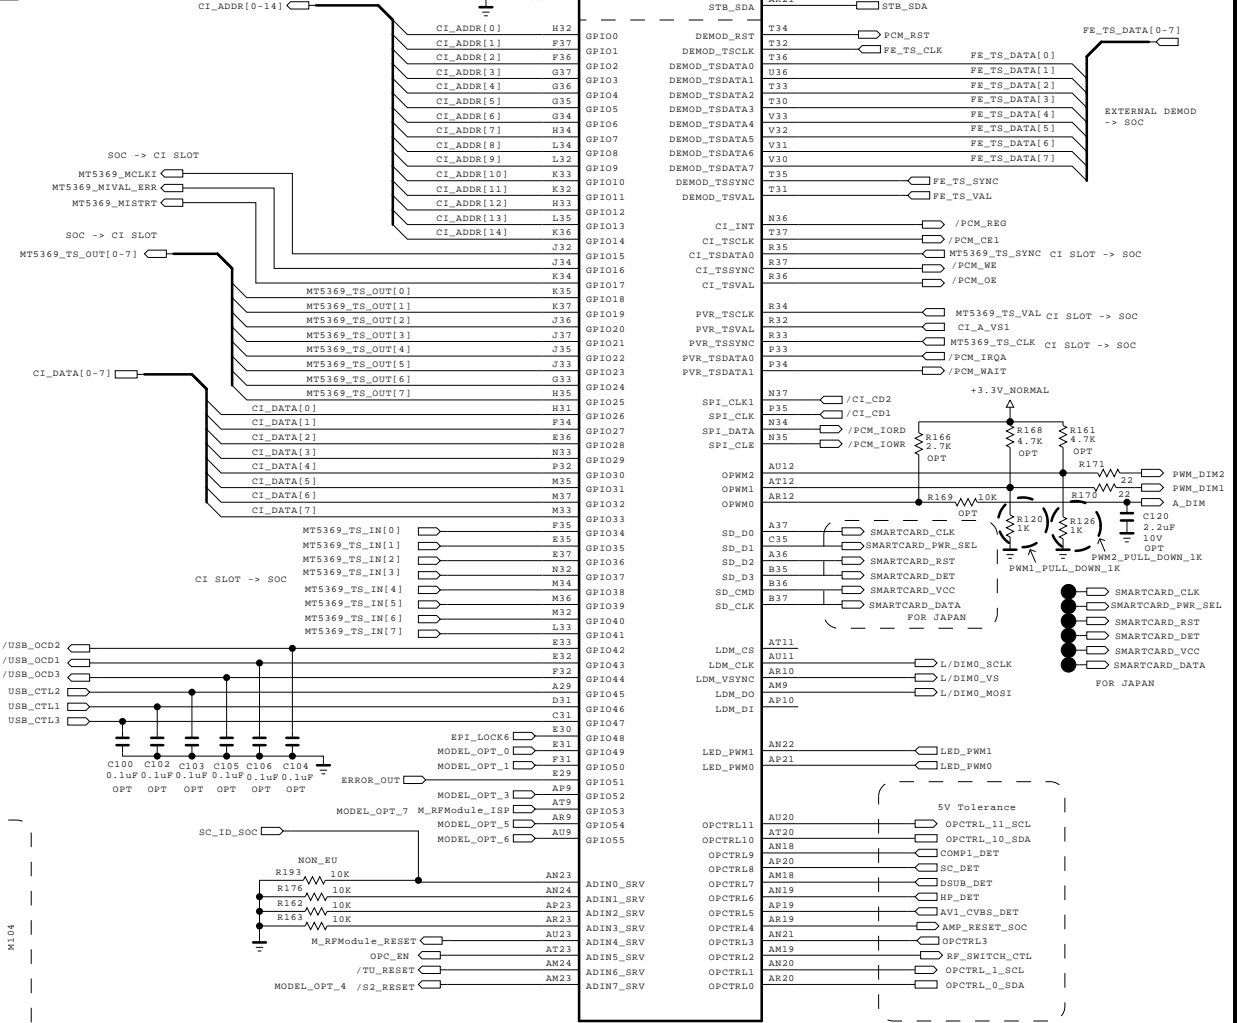 CI_ADDR[0-14]
CI_ADDR[0] H32 GPIO0
CI_ADDR[1] F37 GPIO1
CI_ADDR[2] F36 GPIO2
CI_ADDR[3] G37 GPIO3
CI_ADDR[4] G36 GPIO4
CI_ADDR[5] G35 GPIO5
CI_ADDR[6] G34 GPIO6
CI_ADDR[7] H34 GPIO7
CI_ADDR[8] L34 GPIO8
CI_ADDR[9] L32 GPIO9
CI_ADDR[10] K33 GPIO10
CI_ADDR[11] K32 GPIO11
CI_ADDR[12] H33 GPIO12
CI_ADDR[13] L35 GPIO13
CI_ADDR[14] K36 GPIO14
SOC -> CI SLOT
MT5369_MCLKI J32 GPIO15
MT5369_MIVAL_ERR J34 GPIO16
MT5369_MISTRT K34 GPIO17
SOC -> CI SLOT
MT5369_TS_OUT[0-7]
MT5369_TS_OUT[0] K35 GPIO18
MT5369_TS_OUT[1] K37 GPIO19
MT5369_TS_OUT[2] J36 GPIO20
MT5369_TS_OUT[3] J37 GPIO21
MT5369_TS_OUT[4] J35 GPIO22
MT5369_TS_OUT[5] J33 GPIO23
MT5369_TS_OUT[6] G33 GPIO24
MT5369_TS_OUT[7] H35 GPIO25
CI_DATA[0-7]
CI_DATA[0] H31 GPIO26
CI_DATA[1] F34 GPIO27
CI_DATA[2] E36 GPIO28
CI_DATA[3] N33 GPIO29
CI_DATA[4] P32 GPIO30
CI_DATA[5] M35 GPIO31
CI_DATA[6] M37 GPIO32
CI_DATA[7] M33 GPIO33
MT5369_TS_IN[0] F35 GPIO34
MT5369_TS_IN[1] E35 GPIO35
MT5369_TS_IN[2] E37 GPIO36
MT5369_TS_IN[3] N32 GPIO37
CI SLOT -> SOC
MT5369_TS_IN[4] M34 GPIO38
MT5369_TS_IN[5] M36 GPIO39
MT5369_TS_IN[6] M32 GPIO40
MT5369_TS_IN[7] L33 GPIO41
/USB_OCD2 E33 GPIO42
/USB_OCD1 E32 GPIO43
/USB_OCD3 F32 GPIO44
USB_CTL2 A29 GPIO45
USB_CTL1 D31 GPIO46
USB_CTL3 C31 GPIO47
EPI_LOCK6 E30 GPIO48
MODEL_OPT_0 E31 GPIO49
MODEL_OPT_1 F31 GPIO50
C100 C102 C103 C105 C106 C104
0.1uF 0.1uF 0.1uF 0.1uF 0.1uF 0.1uF
OPT OPT OPT OPT OPT OPT
ERROR_OUT E29 GPIO51
MODEL_OPT_3 AP9 GPIO52
MODEL_OPT_7 M_RFModule_ISP AT9 GPIO53
MODEL_OPT_5 AR9 GPIO54
MODEL_OPT_6 AU9 GPIO55
SC_ID_SOC
NON_EU
R193 10K AN23 ADIN0_SRV
R176 10K AN24 ADIN1_SRV
R162 10K AP23 ADIN2_SRV
R163 10K AR23 ADIN3_SRV
M_RFModule_RESET AU23 ADIN4_SRV
OPC_EN AT23 ADIN5_SRV
/TU_RESET AM24 ADIN6_SRV
MODEL_OPT_4 /S2_RESET AM23 ADIN7_SRV
M104
STB_SDA STB_SDA
DEMOD_RST T34 PCM_RST
DEMOD_TSCLK T32 FE_TS_CLK
FE_TS_DATA[0-7]
DEMOD_TSDATA0 T36 FE_TS_DATA[0]
DEMOD_TSDATA1 U36 FE_TS_DATA[1]
DEMOD_TSDATA2 T33 FE_TS_DATA[2]
DEMOD_TSDATA3 T30 FE_TS_DATA[3]
DEMOD_TSDATA4 V33 FE_TS_DATA[4]
DEMOD_TSDATA5 V32 FE_TS_DATA[5]
DEMOD_TSDATA6 V31 FE_TS_DATA[6]
DEMOD_TSDATA7 V30 FE_TS_DATA[7]
EXTERNAL DEMOD
-> SOC
DEMOD_TSSYNC T35 FE_TS_SYNC
DEMOD_TSVAL T31 FE_TS_VAL
CI_INT N36 /PCM_REG
CI_TSCLK T37 /PCM_CE1
CI_TSDATA0 R35 MT5369_TS_SYNC CI SLOT -> SOC
CI_TSSYNC R37 /PCM_WE
CI_TSVAL R36 /PCM_OE
PVR_TSCLK R34 MT5369_TS_VAL CI SLOT -> SOC
PVR_TSVAL R32 CI_A_VS1
PVR_TSSYNC R33 MT5369_TS_CLK CI SLOT -> SOC
PVR_TSDATA0 P33 /PCM_IRQA
PVR_TSDATA1 P34 /PCM_WAIT
SPI_CLK1 N37 /CI_CD2
SPI_CLK P35 /CI_CD1
SPI_DATA N34 /PCM_IORD
SPI_CLE N35 /PCM_IOWR
+3.3V_NORMAL
R166 2.7K OPT
R168 4.7K OPT
R161 4.7K OPT
OPWM2 AU12 R171 22 PWM_DIM2
OPWM1 AT12 R170 22 PWM_DIM1
OPWM0 AR12 R169 10K OPT A_DIM
R120 1K
R126 1K
C120
2.2uF
10V
OPT
PWM2_PULL_DOWN_1K
PWM1_PULL_DOWN_1K
SD_D0 A37 SMARTCARD_CLK
SD_D1 C35 SMARTCARD_PWR_SEL
SD_D2 A36 SMARTCARD_RST
SD_D3 B35 SMARTCARD_DET
SD_CMD B36 SMARTCARD_VCC
SD_CLK B37 SMARTCARD_DATA
FOR JAPAN
SMARTCARD_CLK
SMARTCARD_PWR_SEL
SMARTCARD_RST
SMARTCARD_DET
SMARTCARD_VCC
SMARTCARD_DATA
FOR JAPAN
LDM_CS AT11
LDM_CLK AU11 L/DIM0_SCLK
LDM_VSYNC AR10 L/DIM0_VS
LDM_DO AM9 L/DIM0_MOSI
LDM_DI AP10
LED_PWM1 AN22 LED_PWM1
LED_PWM0 AP21 LED_PWM0
5V Tolerance
OPCTRL11 AU20 OPCTRL_11_SCL
OPCTRL10 AT20 OPCTRL_10_SDA
OPCTRL9 AN18 COMP1_DET
OPCTRL8 AP20 SC_DET
OPCTRL7 AM18 DSUB_DET
OPCTRL6 AN19 HP_DET
OPCTRL5 AP19 AV1_CVBS_DET
OPCTRL4 AR19 AMP_RESET_SOC
OPCTRL3 AN21 OPCTRL3
OPCTRL2 AM19 RF_SWITCH_CTL
OPCTRL1 AN20 OPCTRL_1_SCL
OPCTRL0 AR20 OPCTRL_0_SDA